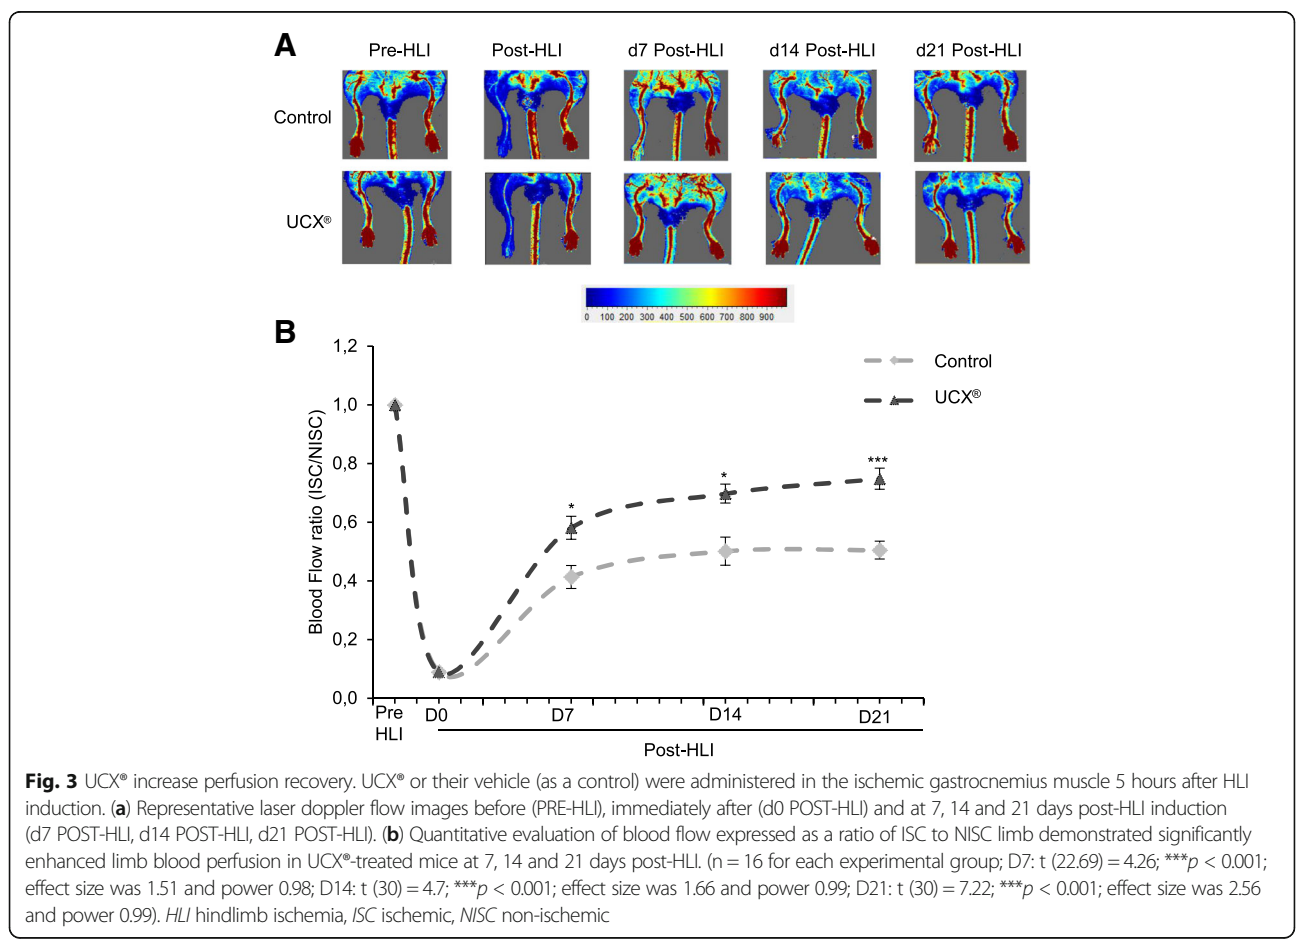 A
Pre-HLI Post-HLI d7 Post-HLI d14 Post-HLI d21 Post-HLI
Control
UCX®
0 100 200 300 400 500 600 700 800 900
B
1,2
1,0
0,8
0,6
0,4
0,2
0,0
Blood Flow ratio (ISC/NISC)
Control
UCX®
*
*
***
Pre HLI D0 D7 D14 D21
Post-HLI
Fig. 3 UCX® increase perfusion recovery. UCX® or their vehicle (as a control) were administered in the ischemic gastrocnemius muscle 5 hours after HLI
induction. (a) Representative laser doppler flow images before (PRE-HLI), immediately after (d0 POST-HLI) and at 7, 14 and 21 days post-HLI induction
(d7 POST-HLI, d14 POST-HLI, d21 POST-HLI). (b) Quantitative evaluation of blood flow expressed as a ratio of ISC to NISC limb demonstrated significantly
enhanced limb blood perfusion in UCX®-treated mice at 7, 14 and 21 days post-HLI. (n = 16 for each experimental group; D7: t (22.69) = 4.26; ***p < 0.001;
effect size was 1.51 and power 0.98; D14: t (30) = 4.7; ***p < 0.001; effect size was 1.66 and power 0.99; D21: t (30) = 7.22; ***p < 0.001; effect size was 2.56
and power 0.99). HLI hindlimb ischemia, ISC ischemic, NISC non-ischemic